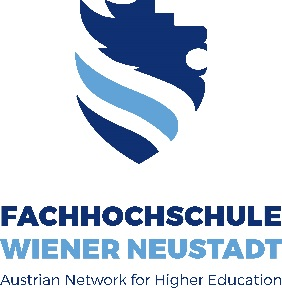 FACHHOCHSCHULE
WIENER NEUSTADT
Austrian Network for Higher Education